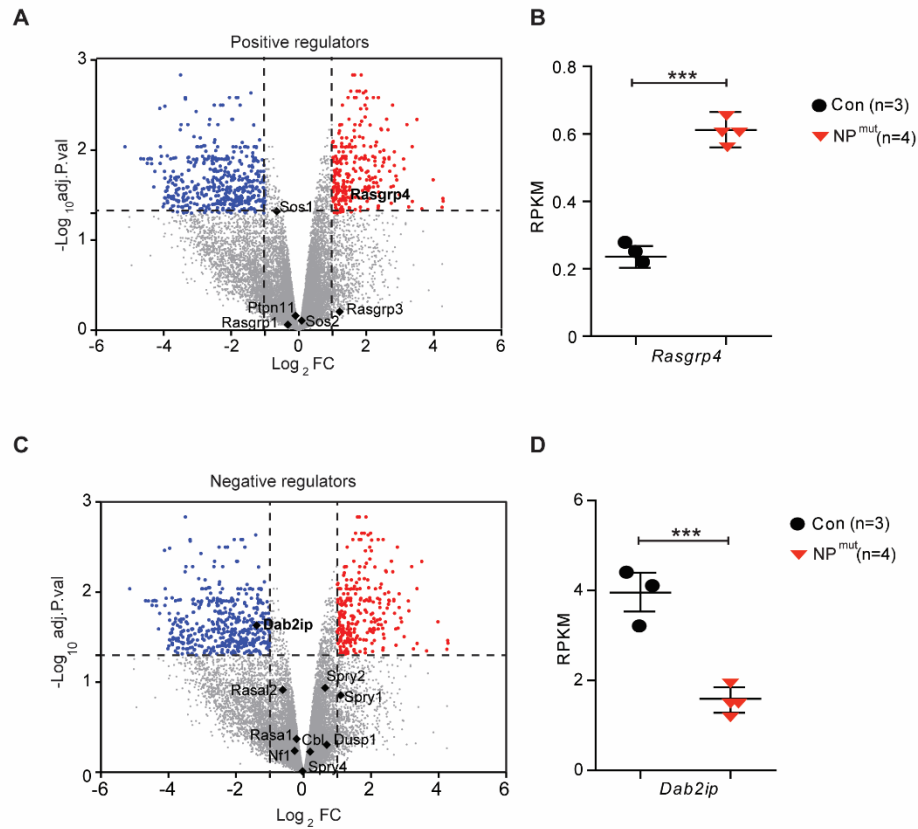 A
Positive regulators
3
2
1
0
-Log10adj.P.val
Rasgrp4
Sos1
Ptpn11
Rasgrp3
Rasgrp1
Sos2
-6 -4 -2 0 2 4 6
Log2 FC
B
0.8
0.6
0.4
0.2
0
RPKM
***
Rasgrp4
Con (n=3)
NPmut(n=4)
C
Negative regulators
3
2
1
0
-Log10 adj.P.val
Dab2ip
Spry2
Rasal2
Spry1
Rasa1
Cbl
Dusp1
Nf1
Spry4
-6 -4 -2 0 2 4 6
Log2 FC
D
6
4
2
0
RPKM
***
Dab2ip
Con (n=3)
NPmut(n=4)